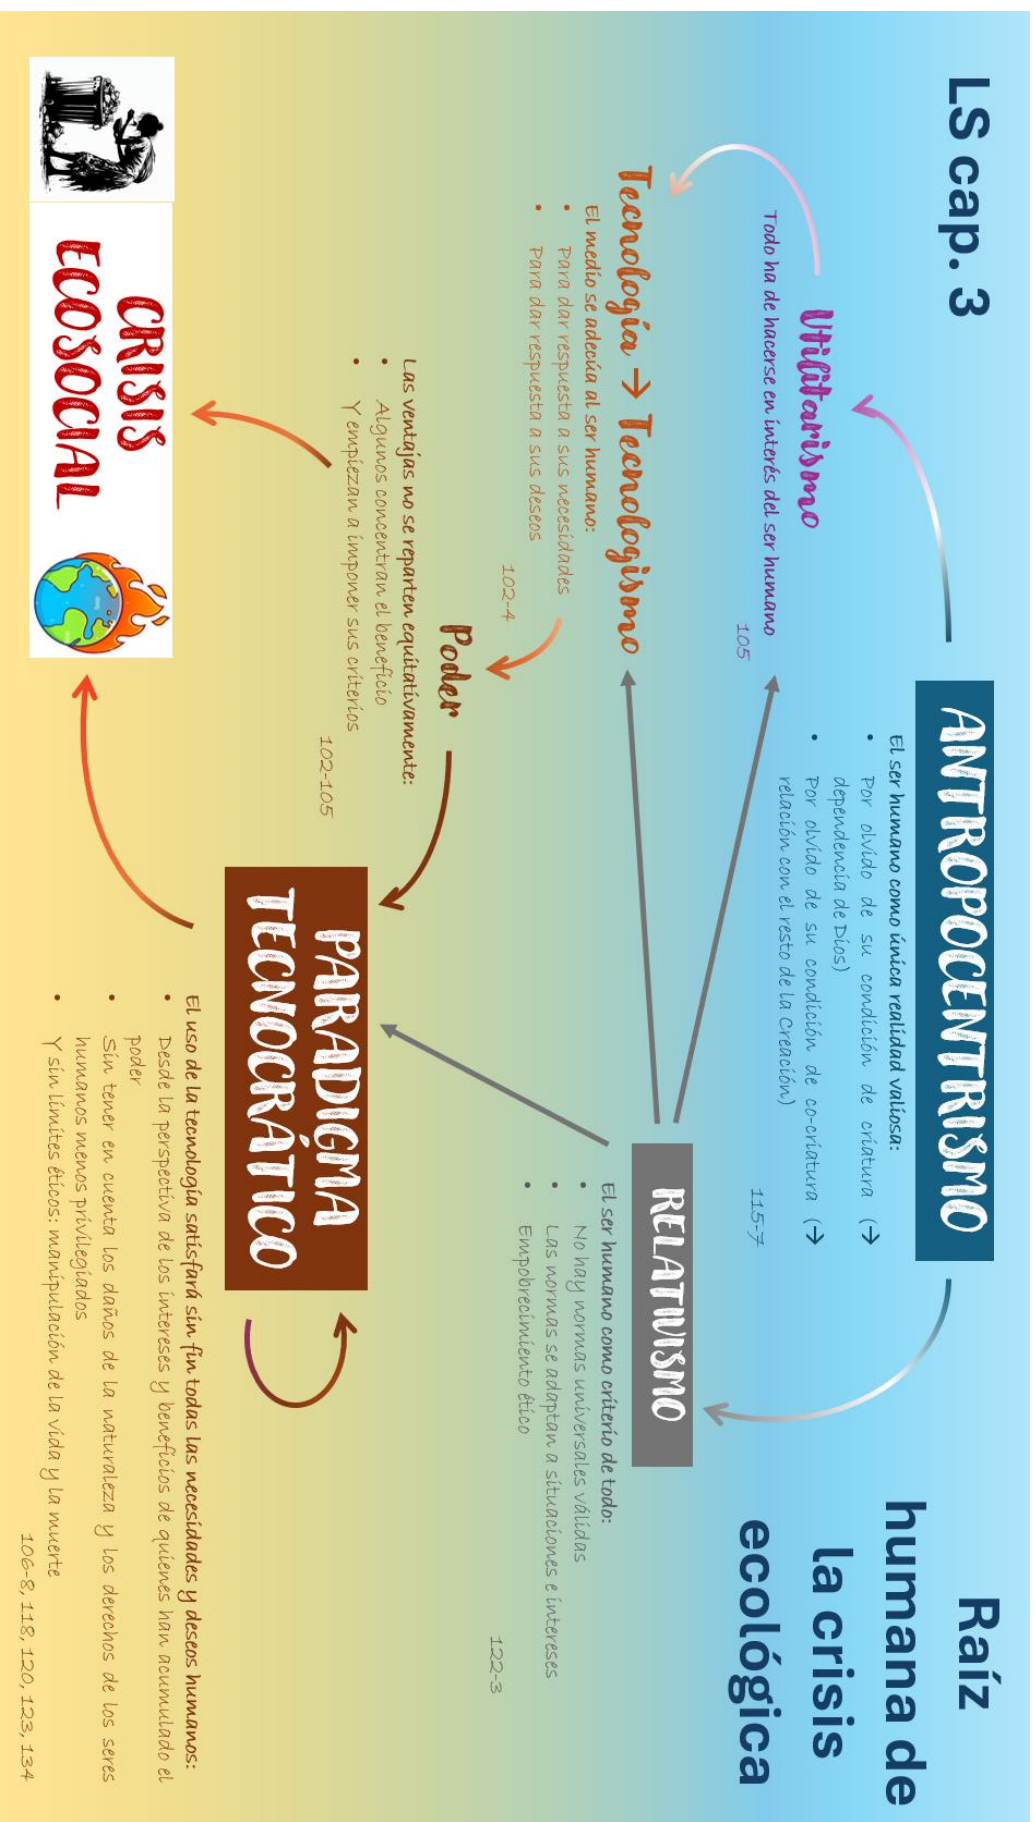 LS cap. 3
Raíz
humana de
la crisis
ecológica
ANTROPOCENTRISMO
El ser humano como única realidad valiosa:
• Por olvido de su condición de criatura (→
dependencia de Dios)
• Por olvido de su condición de co-criatura (→
relación con el resto de la Creación)
115-7
Utilitarismo
Todo ha de hacerse en interés del ser humano
105
Tecnología → Tecnologismo
El medio se adecúa al ser humano:
• Para dar respuesta a sus necesidades
• Para dar respuesta a sus deseos
102-4
RELATIVISMO
El ser humano como criterio de todo:
• No hay normas universales válidas
• Las normas se adaptan a situaciones e intereses
• Empobrecimiento ético
122-3
Poder
Las ventajas no se reparten equitativamente:
• Algunos concentran el beneficio
• Y empiezan a imponer sus criterios
102-105
PARADIGMA
TECNOCRÁTICO
El uso de la tecnología satisfará sin fin todas las necesidades y deseos humanos:
• Desde la perspectiva de los intereses y beneficios de quienes han acumulado el
poder
• Sin tener en cuenta los daños de la naturaleza y los derechos de los seres
humanos menos privilegiados
• Y sin límites éticos: manipulación de la vida y la muerte
106-8, 118, 120, 123, 134
CRISIS
ECOSOCIAL